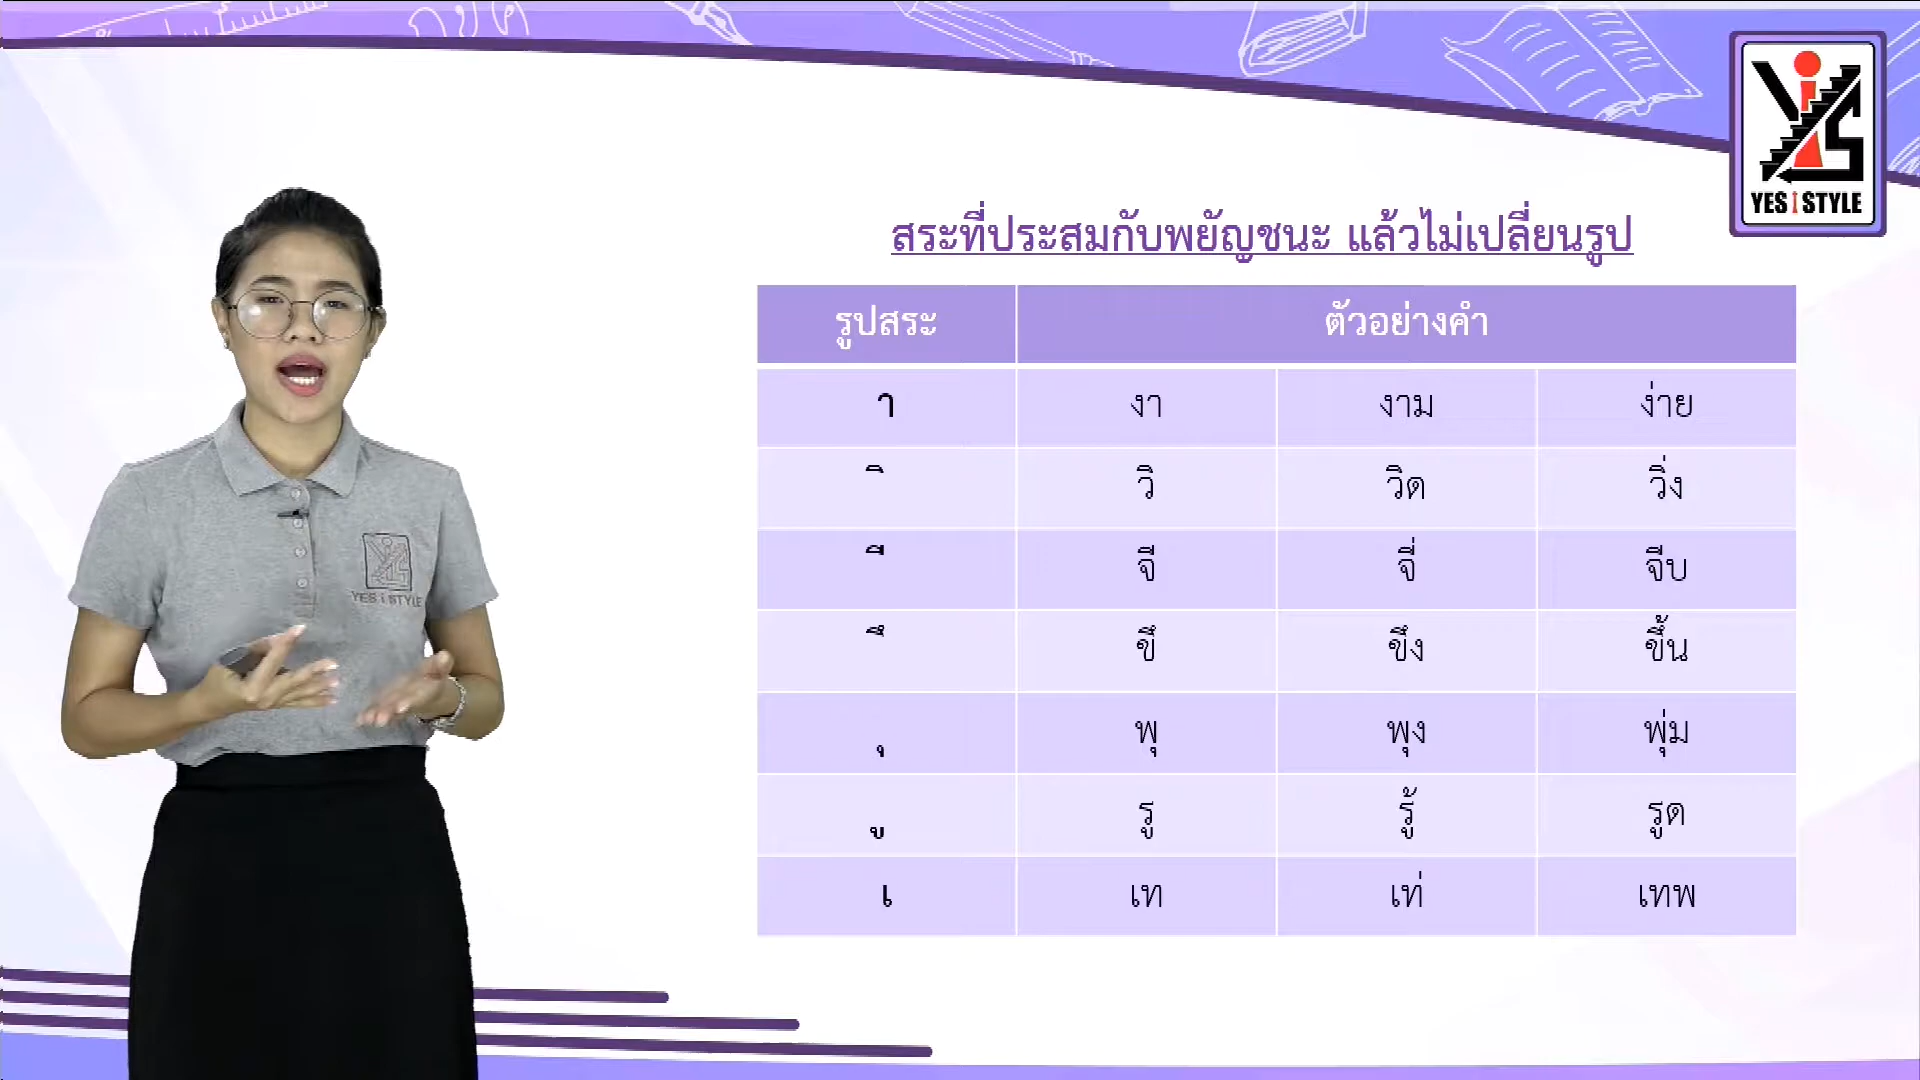 YES i STYLE
สระที่ประสมกับพยัญชนะ แล้วไม่เปลี่ยนรูป
รูปสระ ตัวอย่างคำ
า งา งาม ง่าย
ิ วิ วิด วิ่ง
ี จี จี่ จีบ
ึ ขึ ขึง ขึ้น
ุ พุ พุง พุ่ม
ู รู รู้ รูด
เ เท เท่ เทพ
YES i STYLE